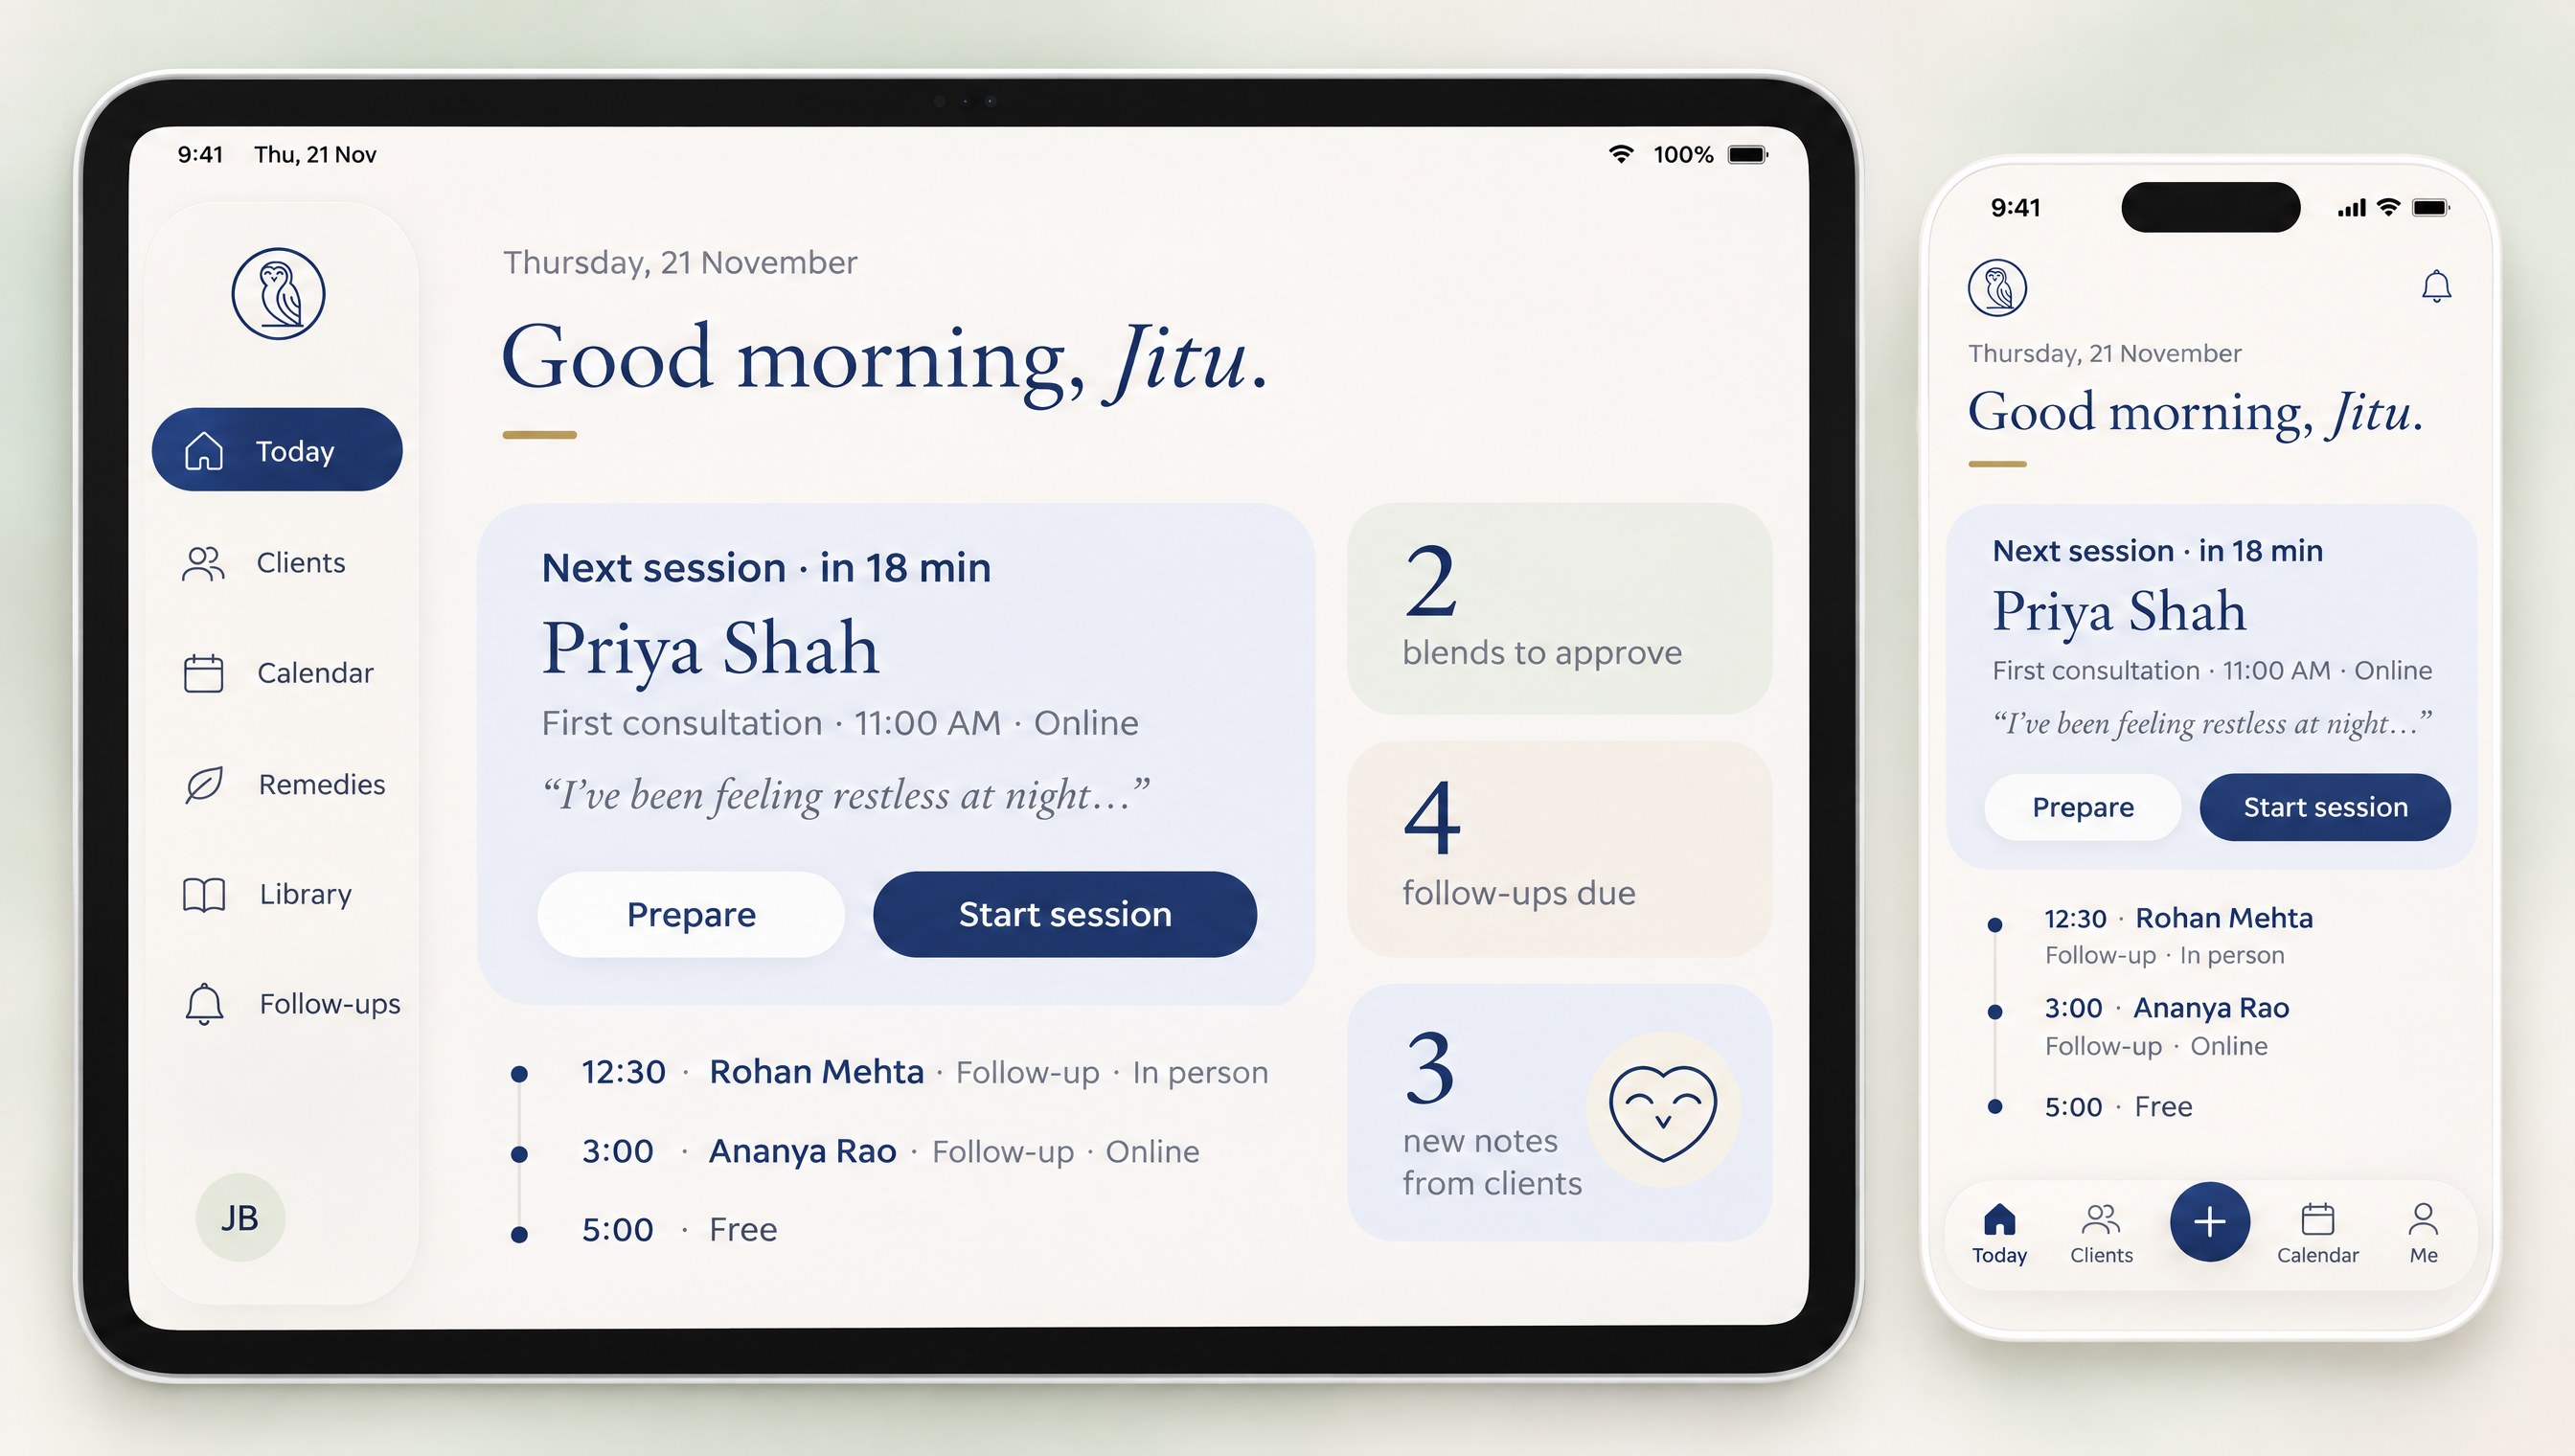 9:41 Thu, 21 Nov
100%
Today
Clients
Calendar
Remedies
Library
Follow-ups
JB
Thursday, 21 November
Good morning, Jitu.
Next session · in 18 min
Priya Shah
First consultation · 11:00 AM · Online
“I’ve been feeling restless at night…”
Prepare
Start session
12:30 · Rohan Mehta · Follow-up · In person
3:00 · Ananya Rao · Follow-up · Online
5:00 · Free
2
blends to approve
4
follow-ups due
3
new notes
from clients
9:41
Thursday, 21 November
Good morning, Jitu.
Next session · in 18 min
Priya Shah
First consultation · 11:00 AM · Online
“I’ve been feeling restless at night…”
Prepare
Start session
12:30 · Rohan Mehta
Follow-up · In person
3:00 · Ananya Rao
Follow-up · Online
5:00 · Free
Today
Clients
Calendar
Me